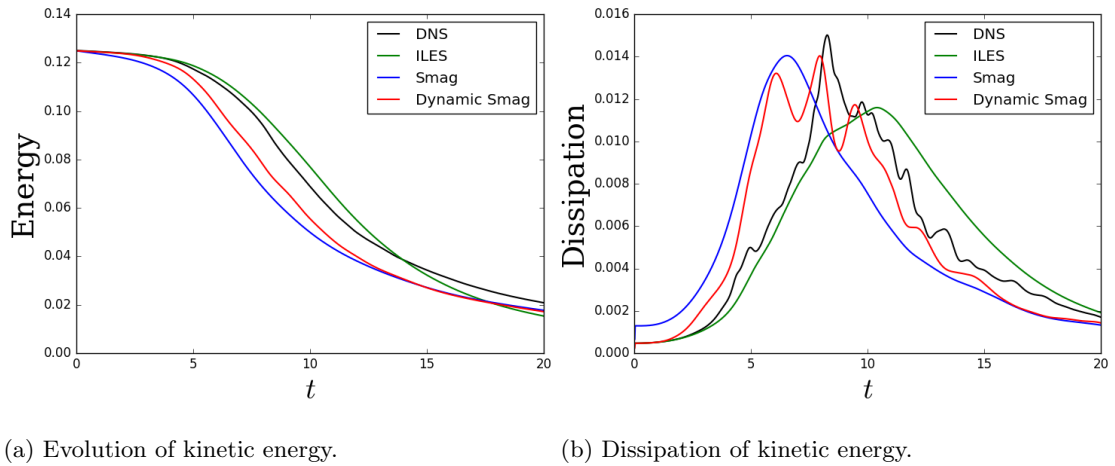 0.14
0.12
0.10
0.08
0.06
0.04
0.02
0.00
Energy
0
5
10
15
20
t
DNS
ILES
Smag
Dynamic Smag
0.016
0.014
0.012
0.010
0.008
0.006
0.004
0.002
0.000
Dissipation
0
5
10
15
20
t
DNS
ILES
Smag
Dynamic Smag
(a) Evolution of kinetic energy.
(b) Dissipation of kinetic energy.